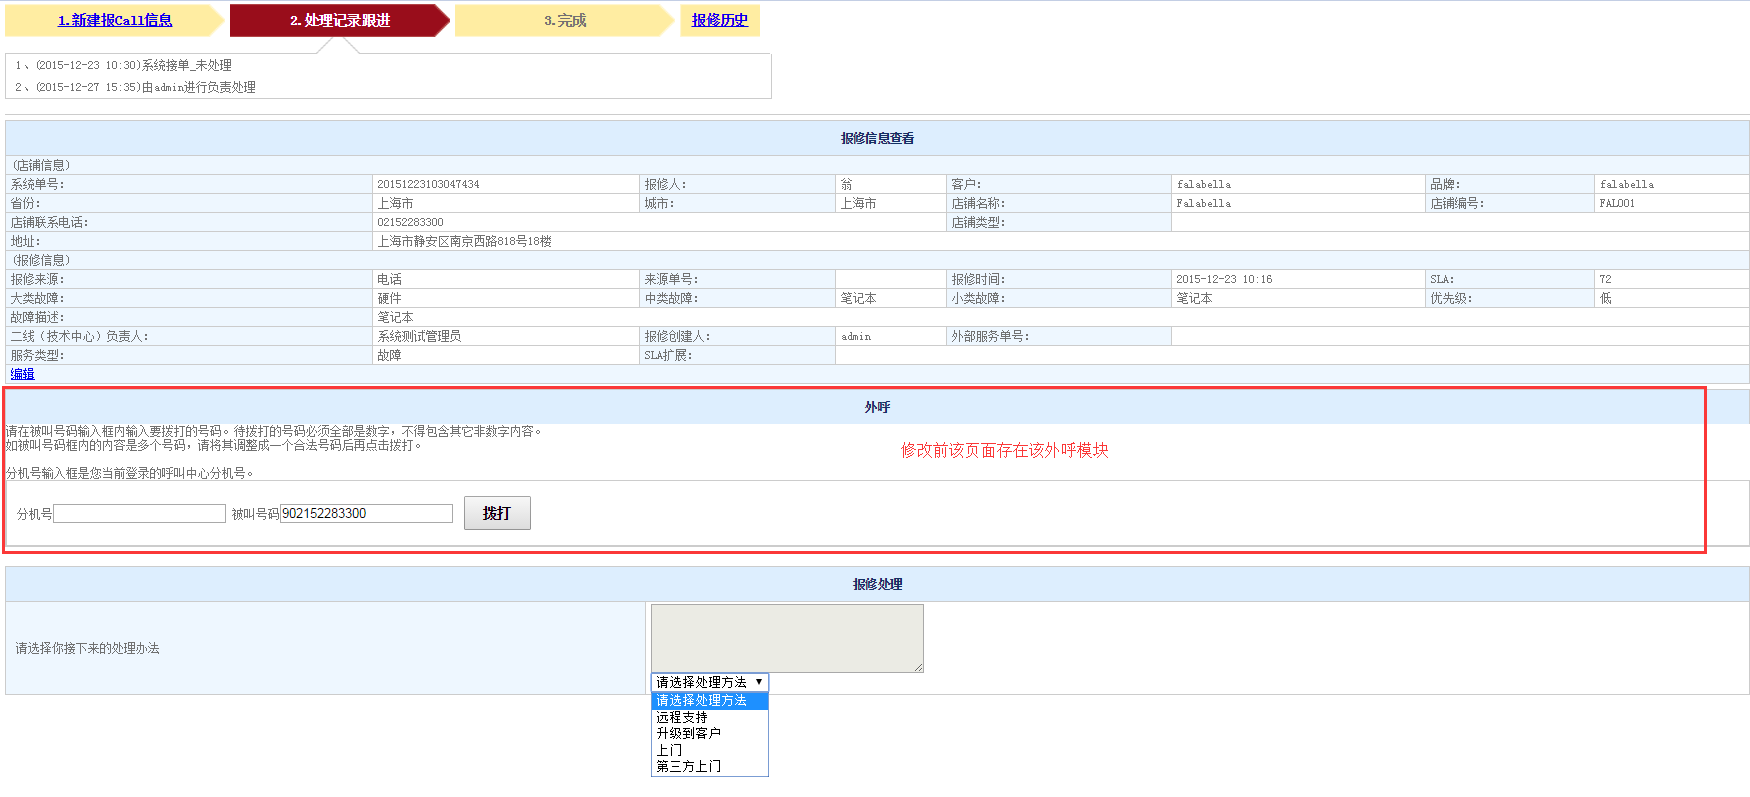 1.新建报Call信息 2.处理记录跟进 3.完成 报修历史
1、(2015-12-23 10:30)系统接单_未处理
2、(2015-12-27 15:35)由admin进行负责处理
报修信息查看
(店铺信息)
系统单号: 20151223103047434 报修人: 翁 客户: falabella 品牌: falabella
省份: 上海市 城市: 上海市 店铺名称: Falabella 店铺编号: FAL001
店铺联系电话: 02152283300 店铺类型:
地址: 上海市静安区南京西路818号18楼
(报修信息)
报修来源: 电话 来源单号: 报修时间: 2015-12-23 10:16 SLA: 72
大类故障: 硬件 中类故障: 笔记本 小类故障: 笔记本 优先级: 低
故障描述: 笔记本
二线（技术中心）负责人: 系统测试管理员 报修创建人: admin 外部服务单号:
服务类型: 故障 SLA扩展:
编辑
外呼
请在被叫号码输入框内输入要拨打的号码。待拨打的号码必须全部是数字，不得包含其它非数字内容。
如被叫号码框内的内容是多个号码，请将其调整成一个合法号码后再点击拨打。
修改前该页面存在该外呼模块
分机号输入框是您当前登录的呼叫中心分机号。
分机号 被叫号码 902152283300 拨打
报修处理
请选择你接下来的处理办法
请选择处理方法 ▼
请选择处理方法
远程支持
升级到客户
上门
第三方上门